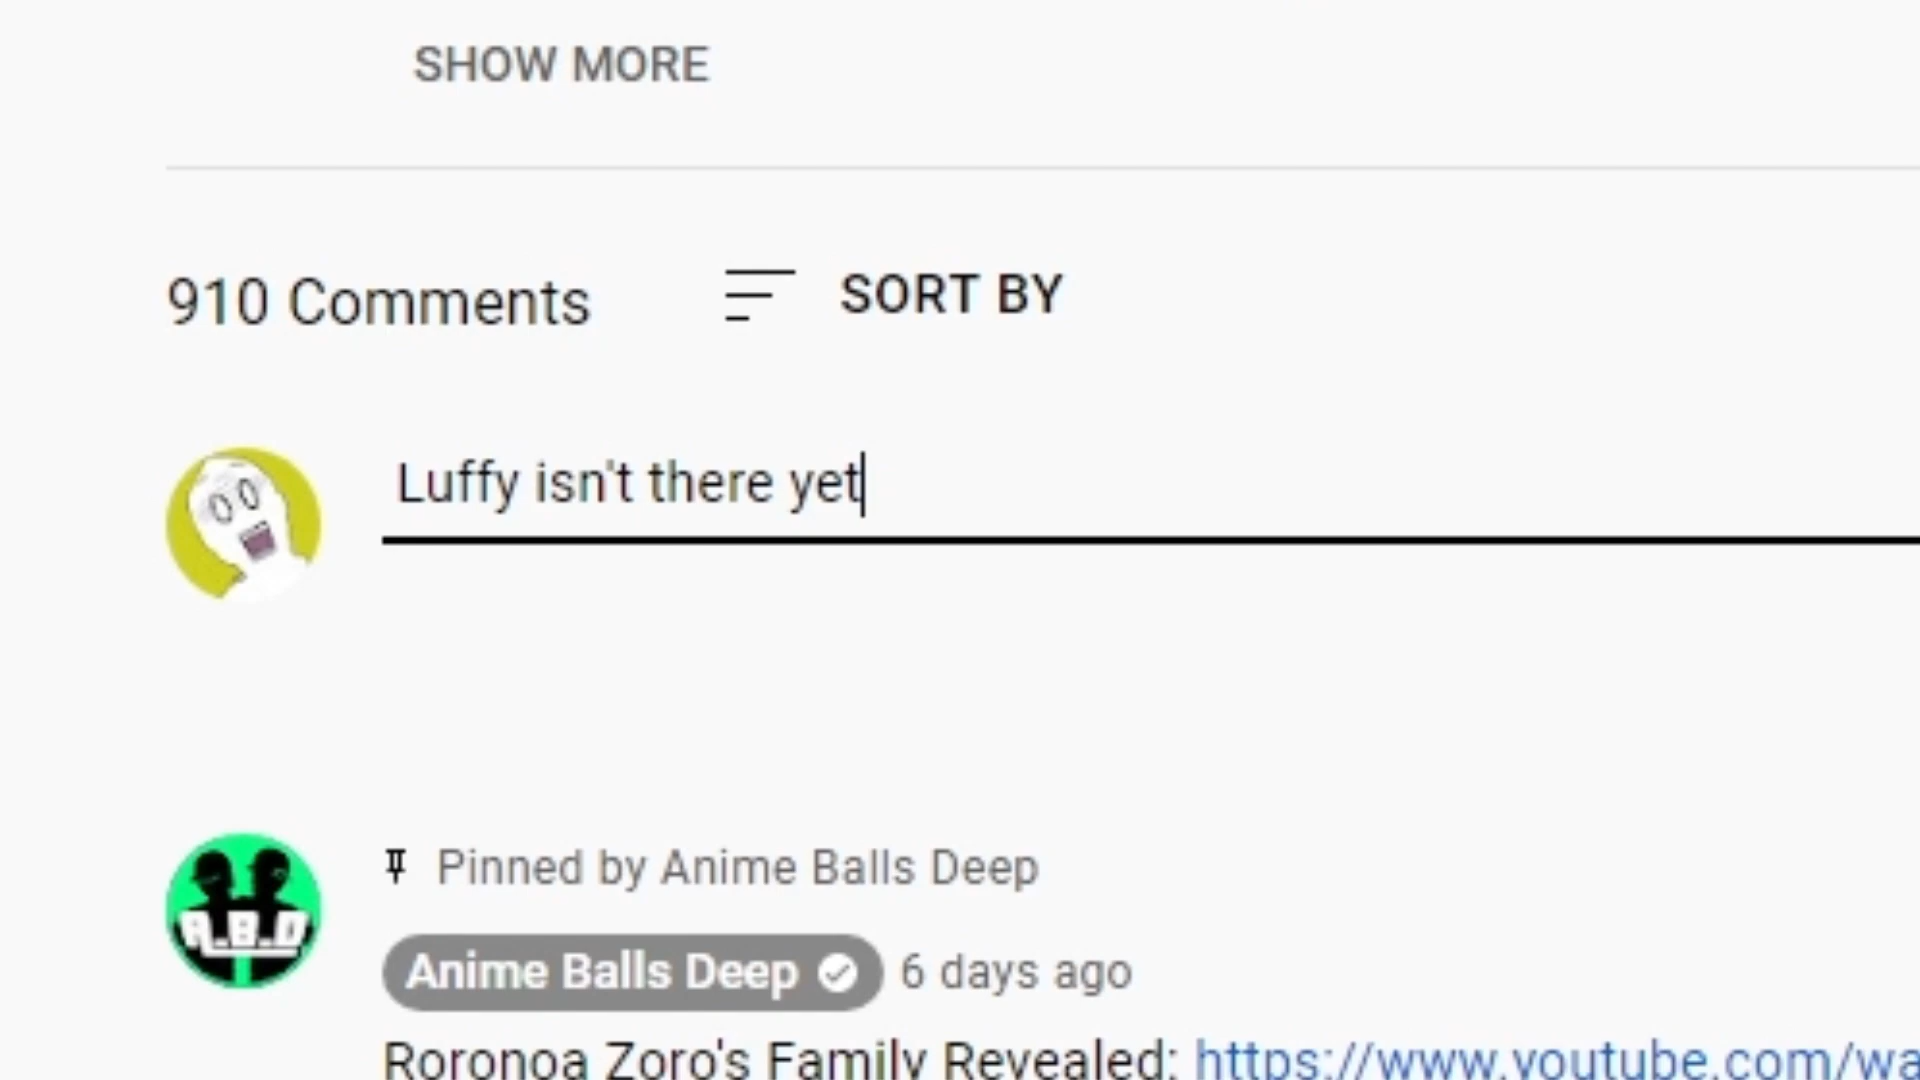 SHOW MORE
910 Comments
SORT BY
Luffy isn't there yet
Pinned by Anime Balls Deep
A.B.D
Anime Balls Deep 6 days ago
Roronoa Zoro's Family Revealed: https://www.youtube.com/wa